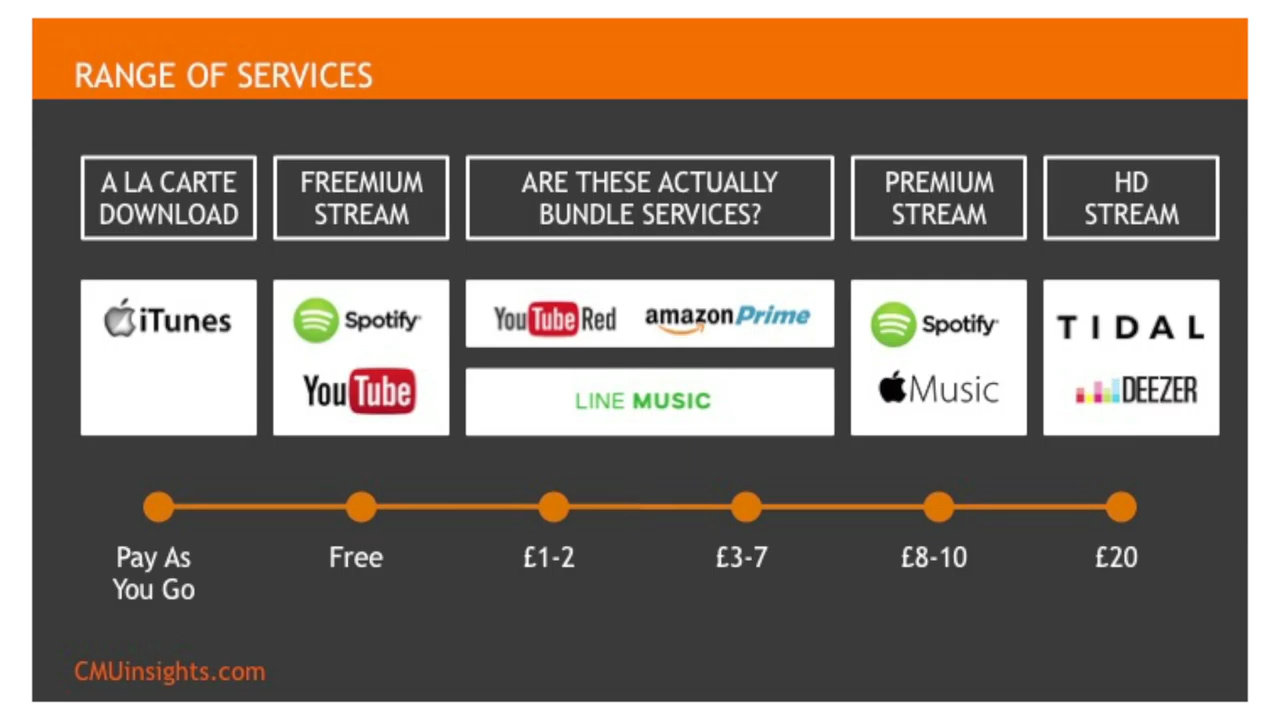 RANGE OF SERVICES
A LA CARTE
DOWNLOAD
FREEMIUM
STREAM
ARE THESE ACTUALLY
BUNDLE SERVICES?
PREMIUM
STREAM
HD
STREAM
iTunes
Spotify
YouTube
YouTube Red
amazonPrime
LINE MUSIC
Spotify
Music
TIDAL
DEEZER
Pay As
You Go
Free
£1-2
£3-7
£8-10
£20
CMUinsights.com